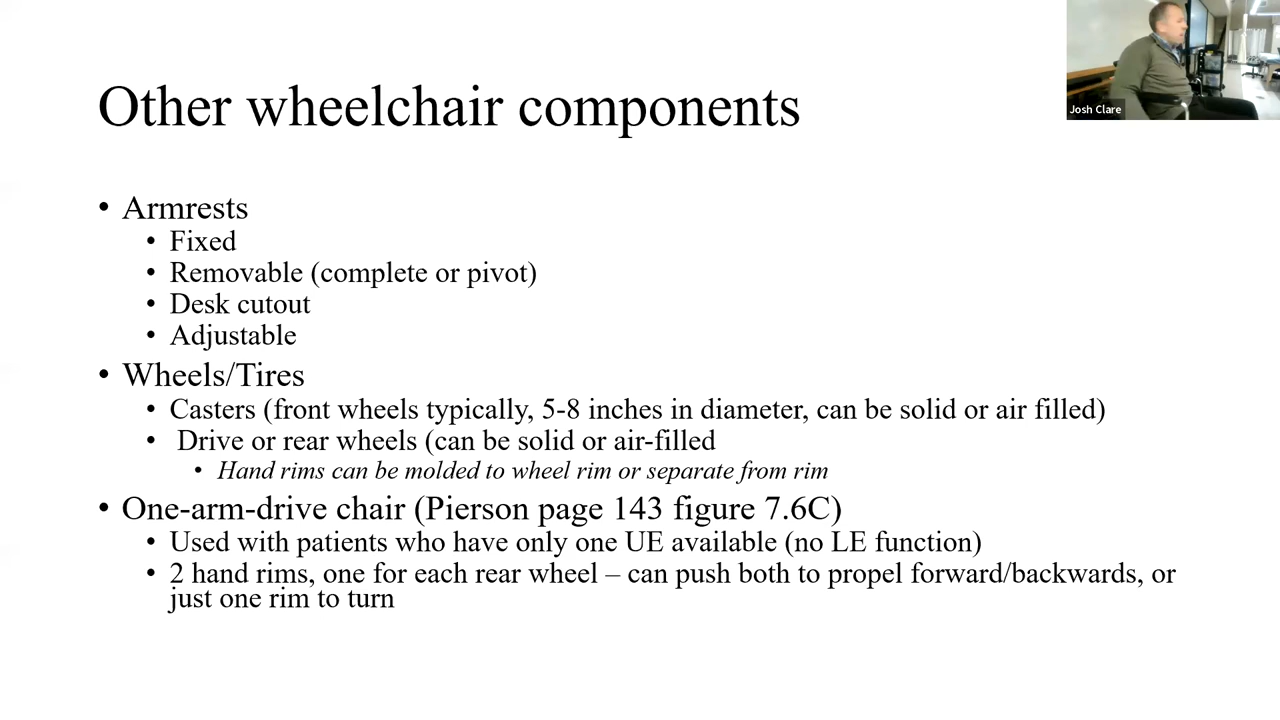 Josh Clare
Other wheelchair components
• Armrests
• Fixed
• Removable (complete or pivot)
• Desk cutout
• Adjustable
• Wheels/Tires
• Casters (front wheels typically, 5-8 inches in diameter, can be solid or air filled)
• Drive or rear wheels (can be solid or air-filled
• Hand rims can be molded to wheel rim or separate from rim
• One-arm-drive chair (Pierson page 143 figure 7.6C)
• Used with patients who have only one UE available (no LE function)
• 2 hand rims, one for each rear wheel – can push both to propel forward/backwards, or
just one rim to turn